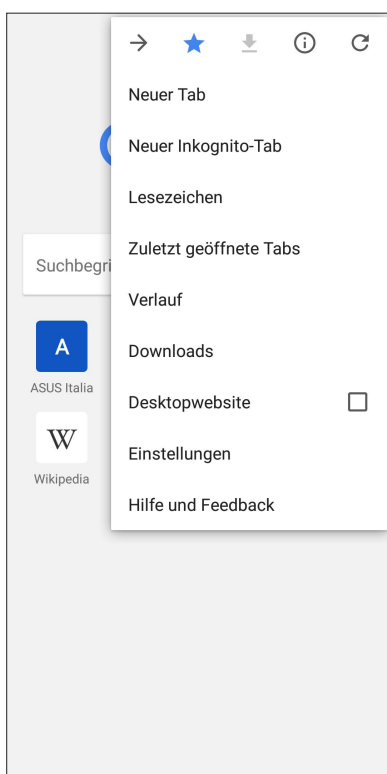 Neuer Tab
Neuer Inkognito-Tab
Lesezeichen
Zuletzt geöffnete Tabs
Suchbegri
Verlauf
Downloads
A
ASUS Italia
Desktopwebsite
W
Wikipedia
Einstellungen
Hilfe und Feedback